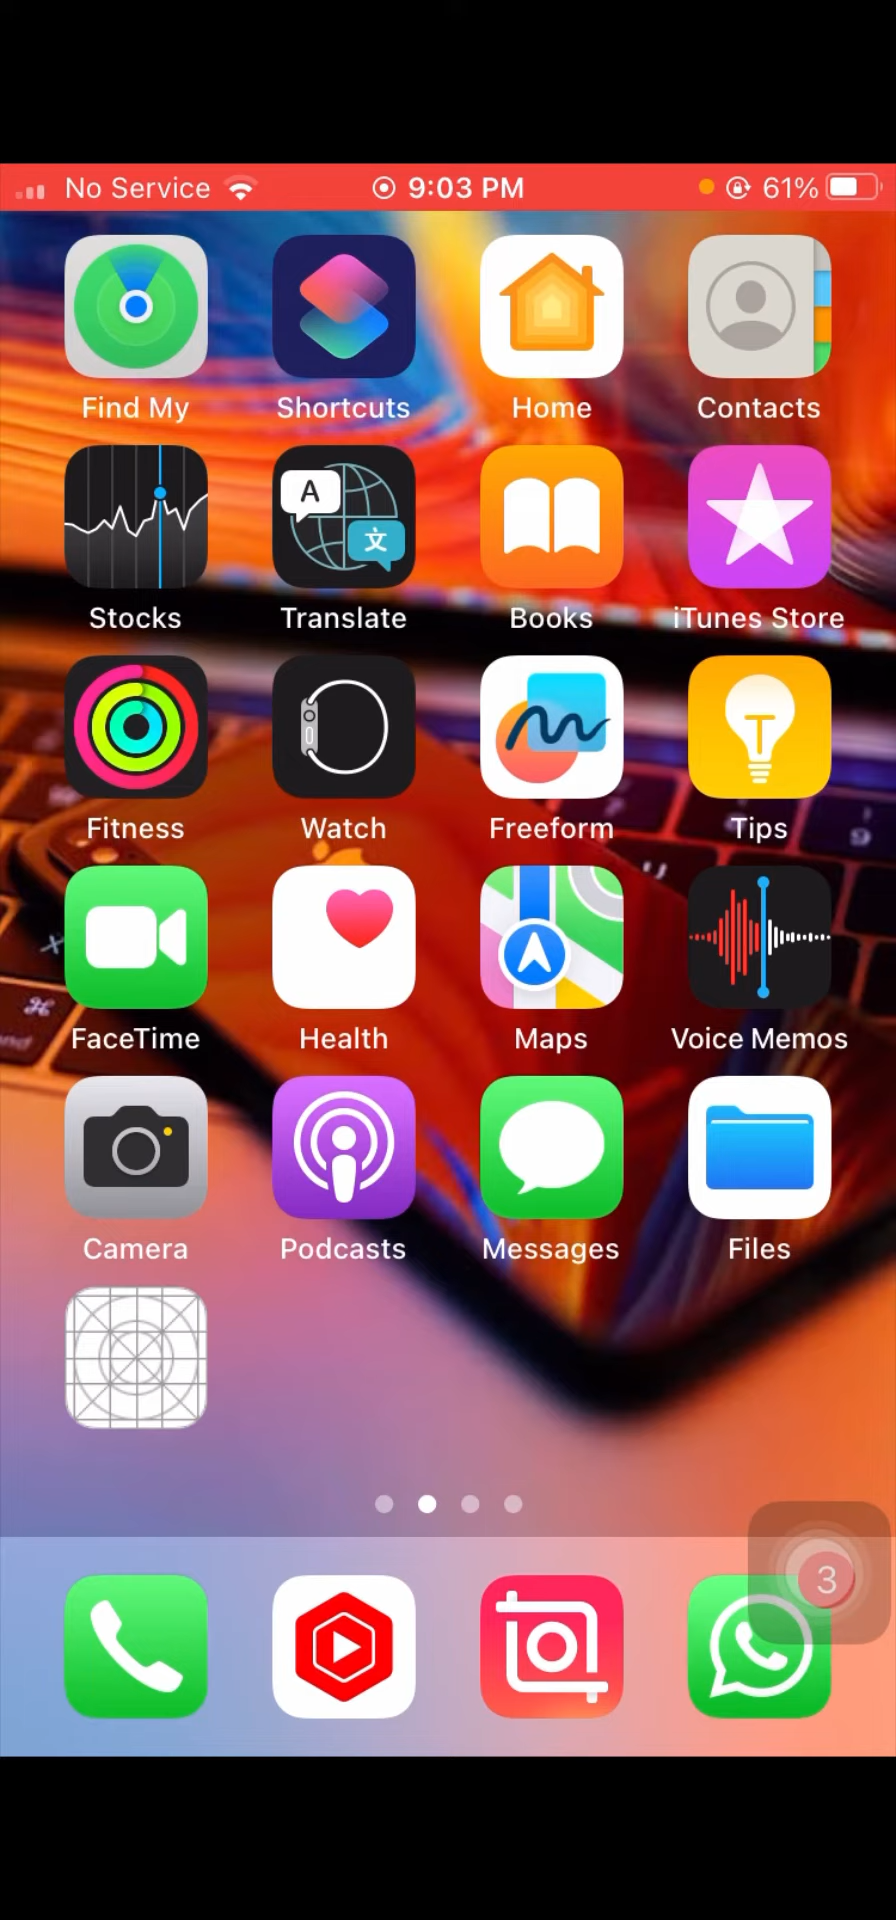 No Service 9:03 PM 61%
Find My Shortcuts Home Contacts
A 文
Stocks Translate Books iTunes Store
Fitness Watch Freeform Tips
FaceTime Health Maps Voice Memos
Camera Podcasts Messages Files
3